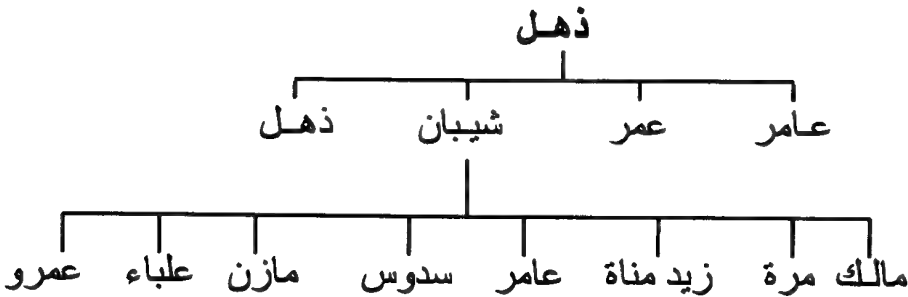 ذهل
عامر عمر شيبان ذهل
مالك مرة زيد مناة عامر سدوس مازن علباء عمرو